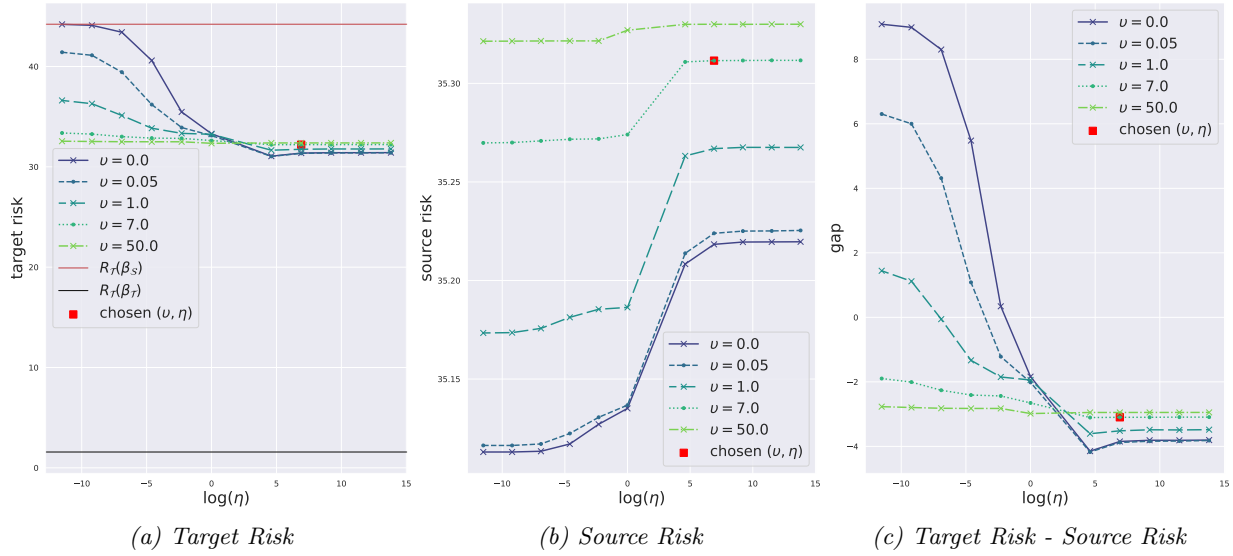 target risk
40
30
20
10
0
υ = 0.0
υ = 0.05
υ = 1.0
υ = 7.0
υ = 50.0
R𝒯(β𝒮)
R𝒯(β𝒯)
chosen (υ, η)
−10 −5 0 5 10 15
log(η)
(a) Target Risk
source risk
35.30
35.25
35.20
35.15
υ = 0.0
υ = 0.05
υ = 1.0
υ = 7.0
υ = 50.0
chosen (υ, η)
−10 −5 0 5 10 15
log(η)
(b) Source Risk
gap
8
6
4
2
0
−2
−4
υ = 0.0
υ = 0.05
υ = 1.0
υ = 7.0
υ = 50.0
chosen (υ, η)
−10 −5 0 5 10 15
log(η)
(c) Target Risk - Source Risk